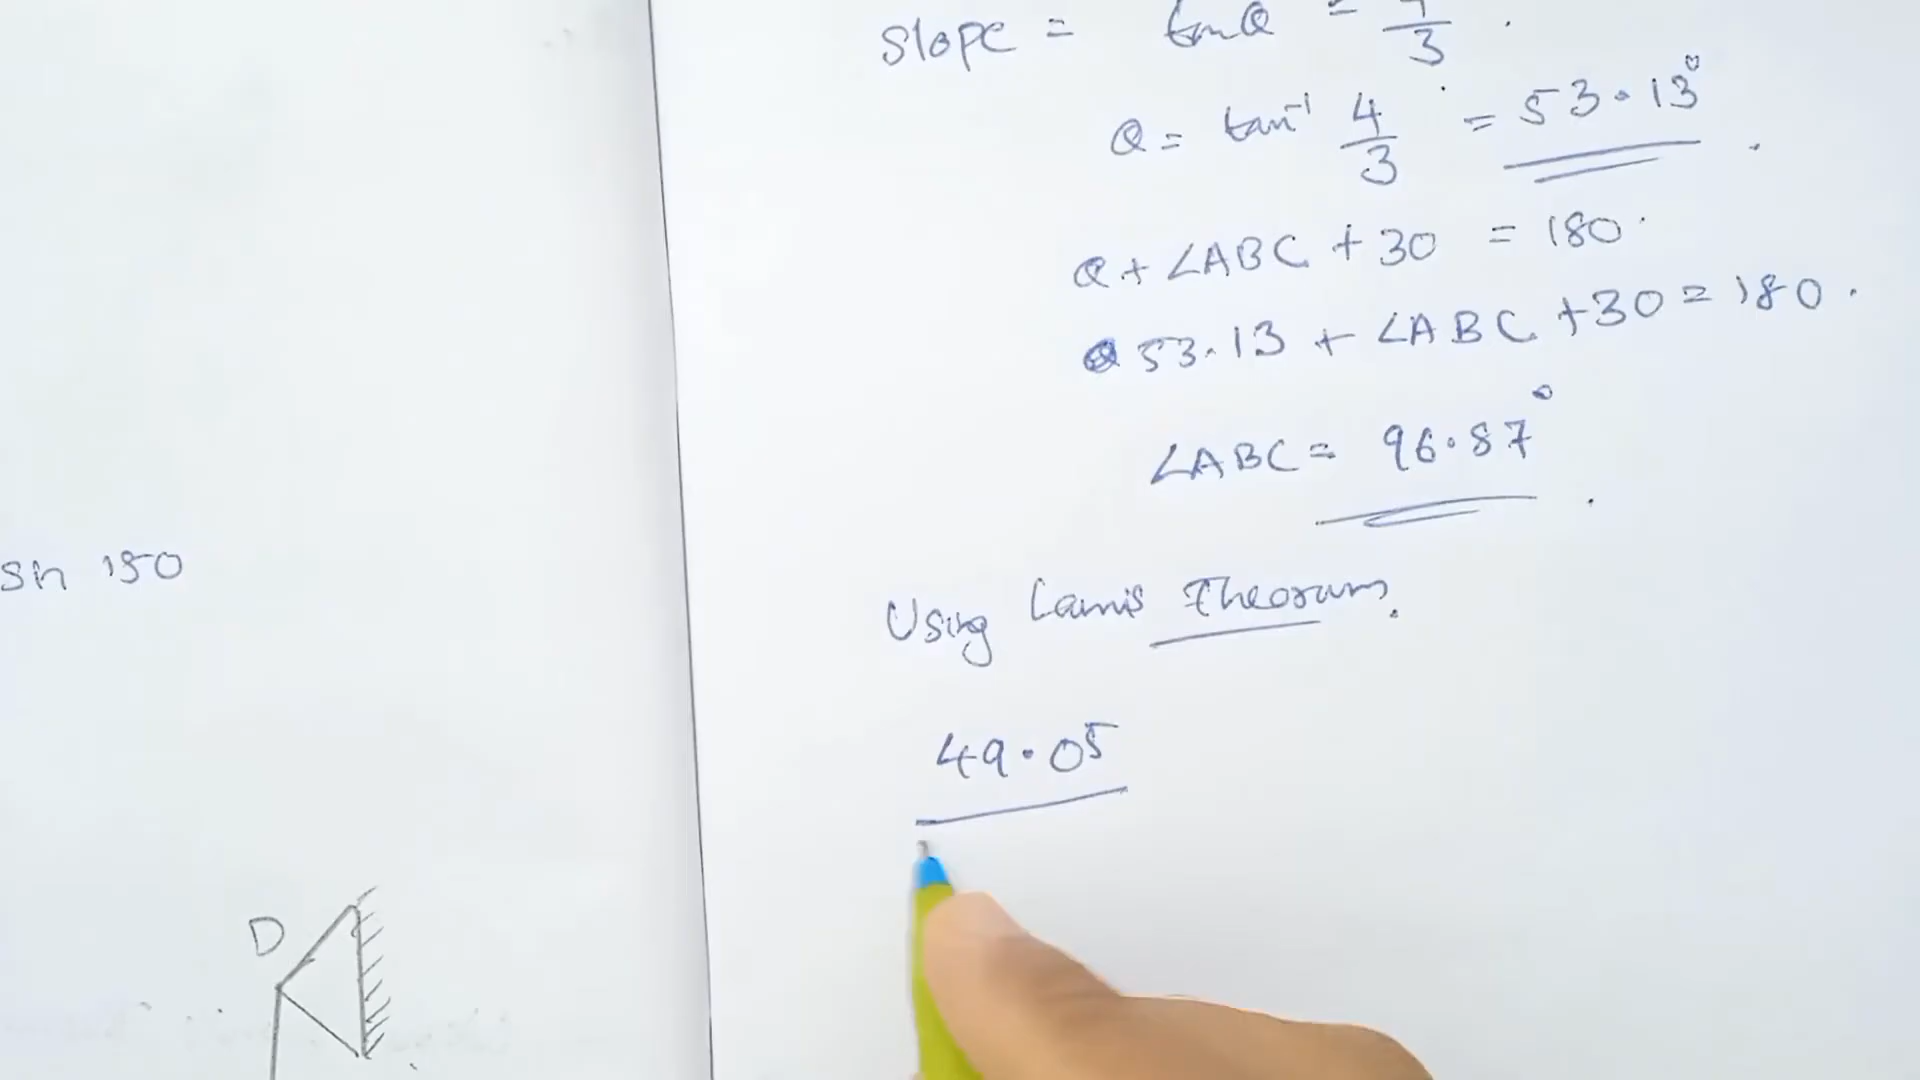 slope = tanθ = 4/3
θ = tan⁻¹ 4/3 = 53.13°
θ + ∠ABC + 30 = 180.
53.13 + ∠ABC + 30 = 180.
∠ABC = 96.87°
Using Lamis Theorum.
49.05
sin 150
D